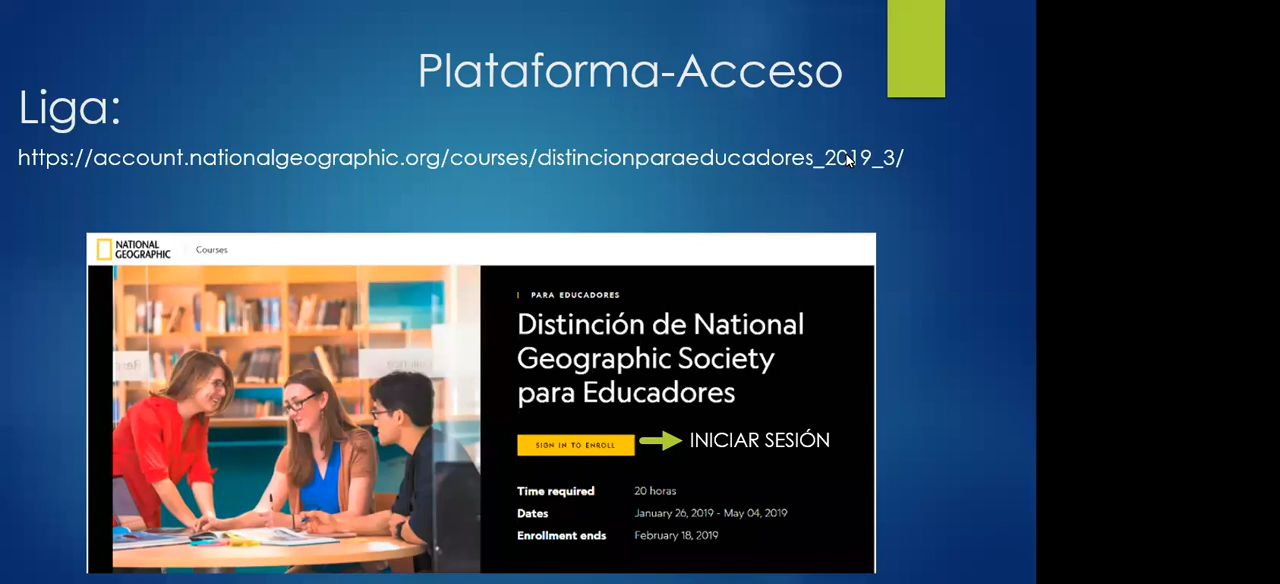 Plataforma-Acceso
Liga:
https://account.nationalgeographic.org/courses/distincionparaeducadores_2019_3/
NATIONAL
GEOGRAPHIC
Courses
PARA EDUCADORES
Distinción de National
Geographic Society
para Educadores
SIGN IN TO ENROLL
INICIAR SESIÓN
Time required 20 horas
Dates January 26, 2019 - May 04, 2019
Enrollment ends February 18, 2019